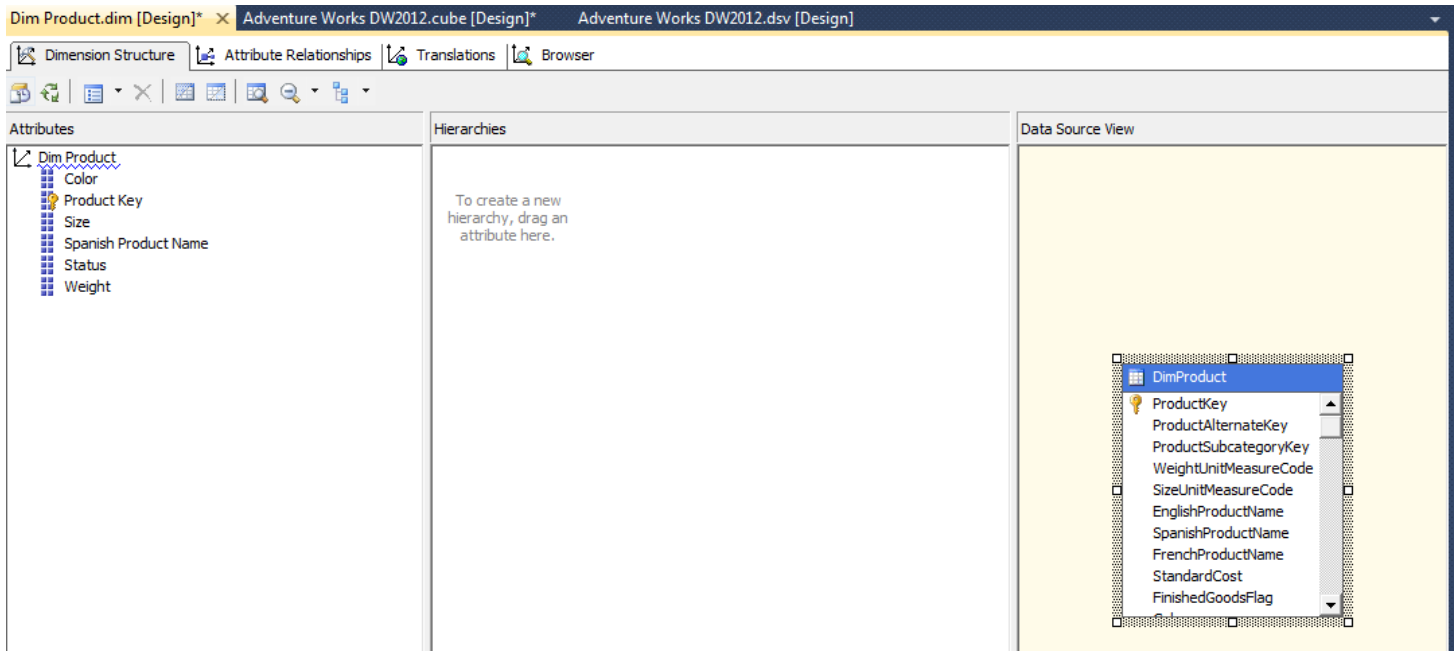 Dim Product.dim [Design]* Adventure Works DW2012.cube [Design]* Adventure Works DW2012.dsv [Design]
Dimension Structure Attribute Relationships Translations Browser
Attributes
Dim Product
Color
Product Key
Size
Spanish Product Name
Status
Weight
Hierarchies
To create a new
hierarchy, drag an
attribute here.
Data Source View
DimProduct
ProductKey
ProductAlternateKey
ProductSubcategoryKey
WeightUnitMeasureCode
SizeUnitMeasureCode
EnglishProductName
SpanishProductName
FrenchProductName
StandardCost
FinishedGoodsFlag